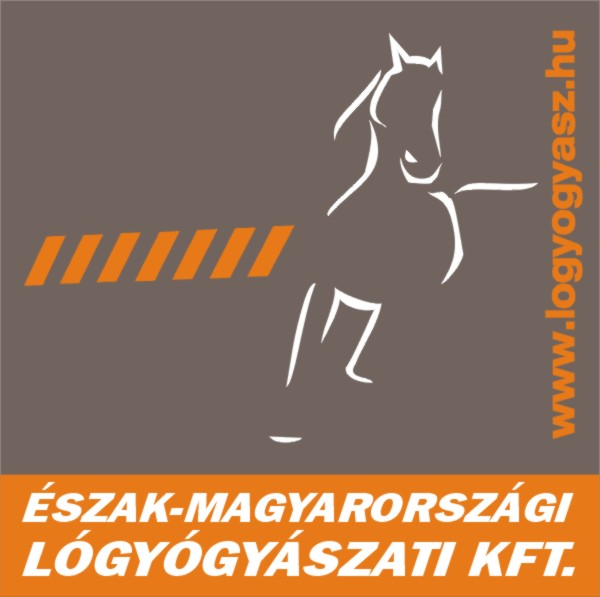 www.logyogyasz.hu
ÉSZAK-MAGYARORSZÁGI
LÓGYÓGYÁSZATI KFT.